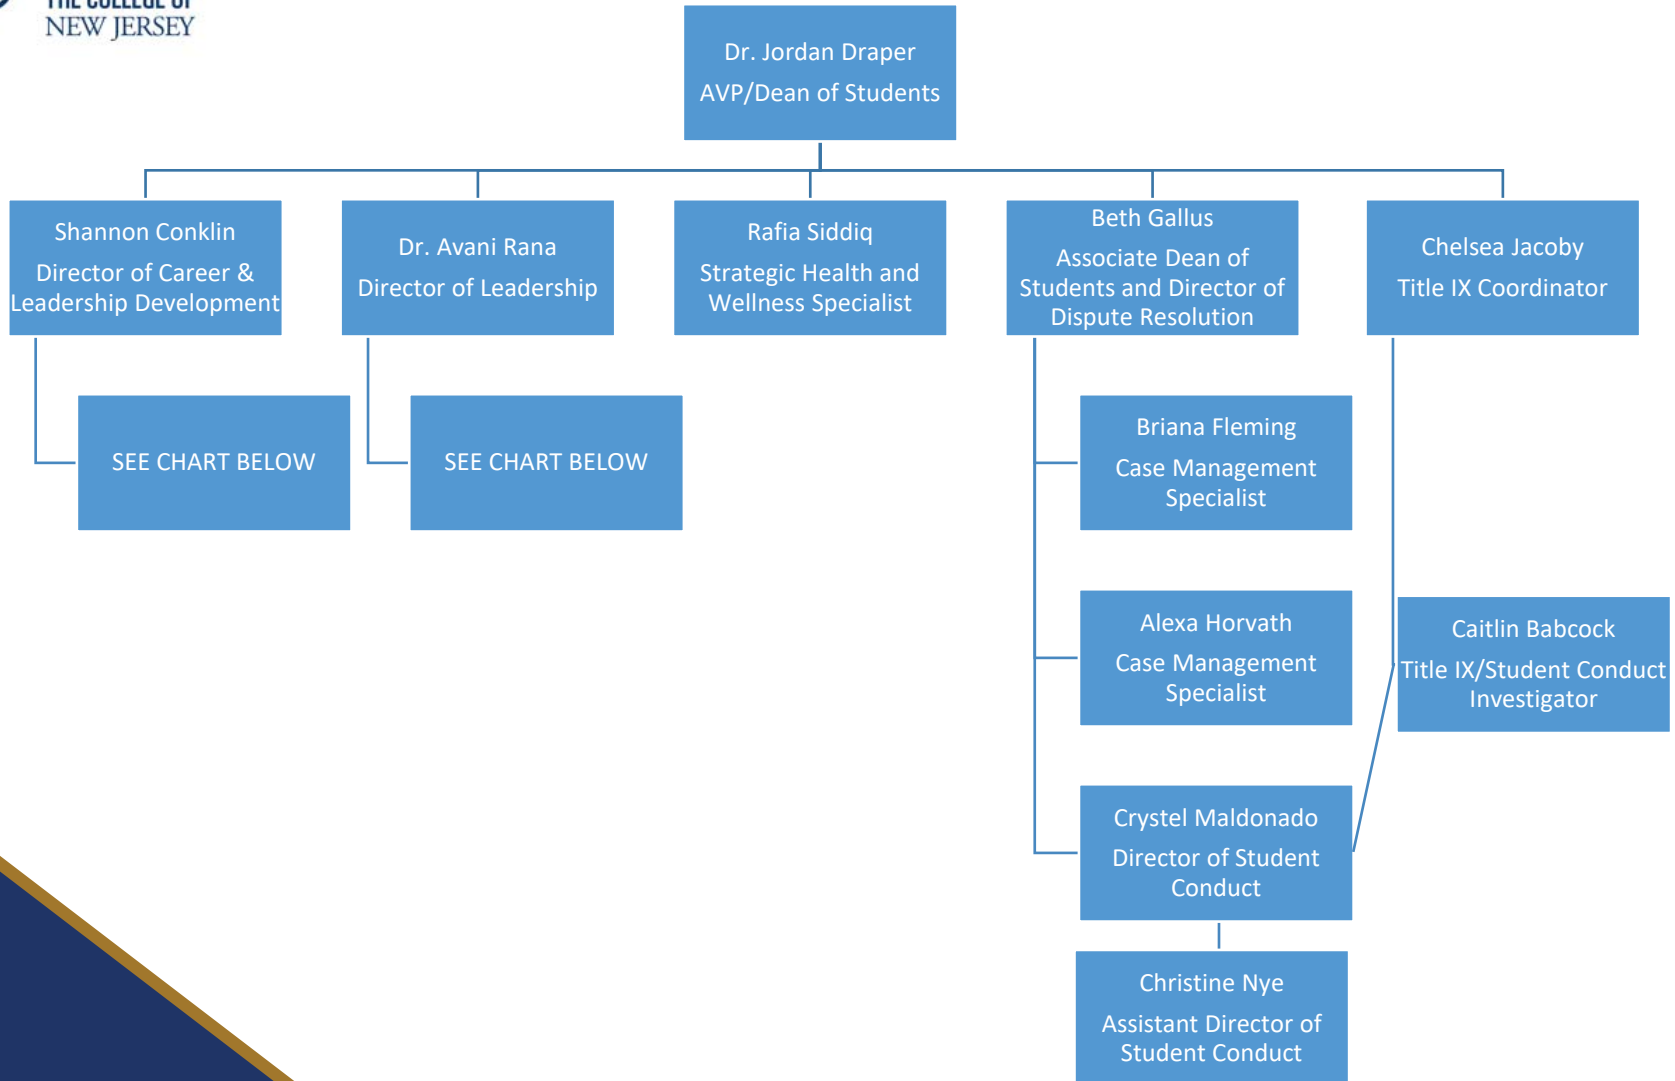 THE COLLEGE OF
NEW JERSEY
Dr. Jordan Draper
AVP/Dean of Students
Shannon Conklin
Director of Career &
Leadership Development
Dr. Avani Rana
Director of Leadership
Rafia Siddiq
Strategic Health and
Wellness Specialist
Beth Gallus
Associate Dean of
Students and Director of
Dispute Resolution
Chelsea Jacoby
Title IX Coordinator
SEE CHART BELOW
SEE CHART BELOW
Briana Fleming
Case Management
Specialist
Alexa Horvath
Case Management
Specialist
Caitlin Babcock
Title IX/Student Conduct
Investigator
Crystel Maldonado
Director of Student
Conduct
Christine Nye
Assistant Director of
Student Conduct